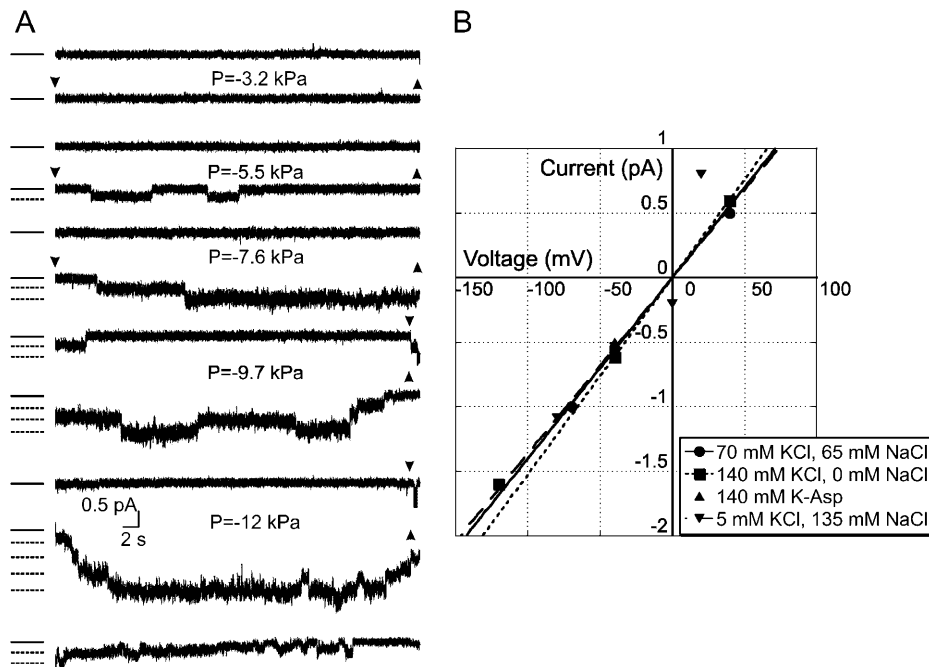 A
P=-3.2 kPa
P=-5.5 kPa
P=-7.6 kPa
P=-9.7 kPa
0.5 pA
2 s
P=-12 kPa
B
1
Current (pA)
0.5
Voltage (mV)
0
-150 -100 -50 0 50 100
-0.5
-1
-1.5
-2
70 mM KCl, 65 mM NaCl
140 mM KCl, 0 mM NaCl
140 mM K-Asp
5 mM KCl, 135 mM NaCl